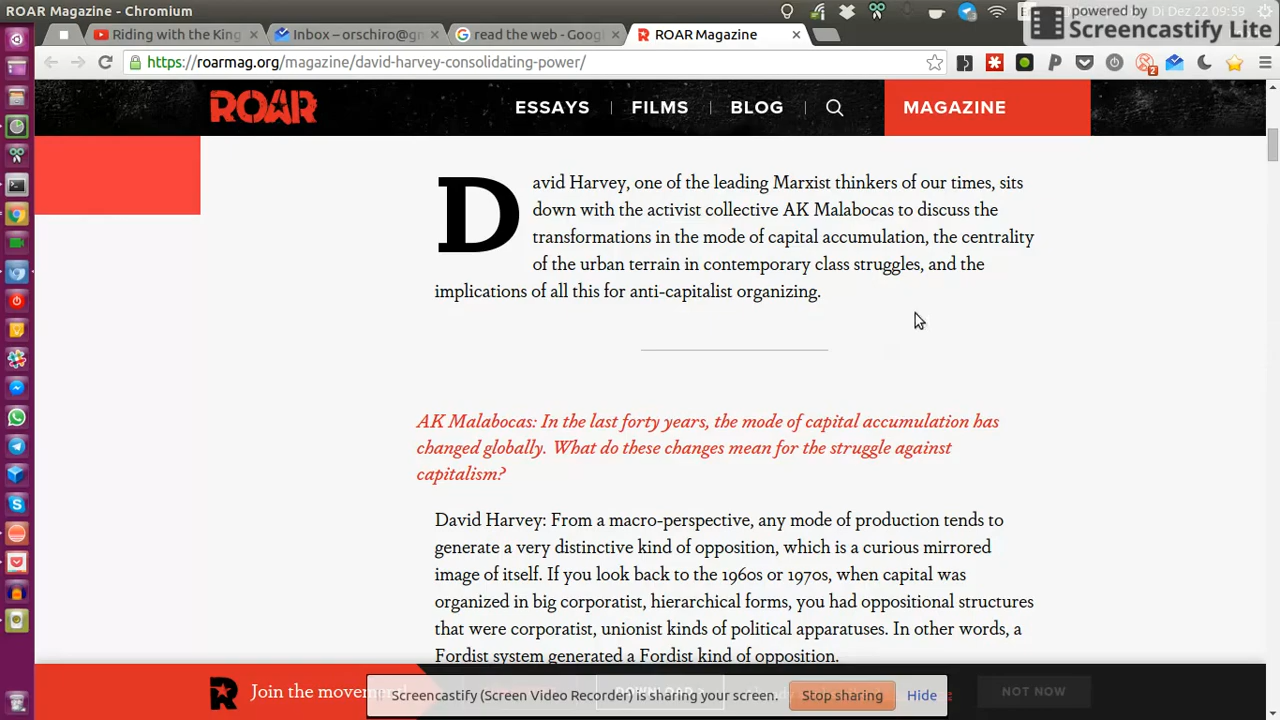 ROAR Magazine - Chromium
Di Dez 22 09:59
powered by
Screencastify Lite
Riding with the King
Inbox - orschiro@gm
read the web - Googl
ROAR Magazine
https://roarmag.org/magazine/david-harvey-consolidating-power/
2
ROAR
ESSAYS
FILMS
BLOG
MAGAZINE
David Harvey, one of the leading Marxist thinkers of our times, sits
down with the activist collective AK Malabocas to discuss the
transformations in the mode of capital accumulation, the centrality
of the urban terrain in contemporary class struggles, and the
implications of all this for anti-capitalist organizing.
AK Malabocas: In the last forty years, the mode of capital accumulation has
changed globally. What do these changes mean for the struggle against
capitalism?
David Harvey: From a macro-perspective, any mode of production tends to
generate a very distinctive kind of opposition, which is a curious mirrored
image of itself. If you look back to the 1960s or 1970s, when capital was
organized in big corporatist, hierarchical forms, you had oppositional structures
that were corporatist, unionist kinds of political apparatuses. In other words, a
Fordist system generated a Fordist kind of opposition.
R
Join the movem
Screencastify (Screen Video Recorder) is sharing your screen.
Stop sharing
Hide
NOT NOW